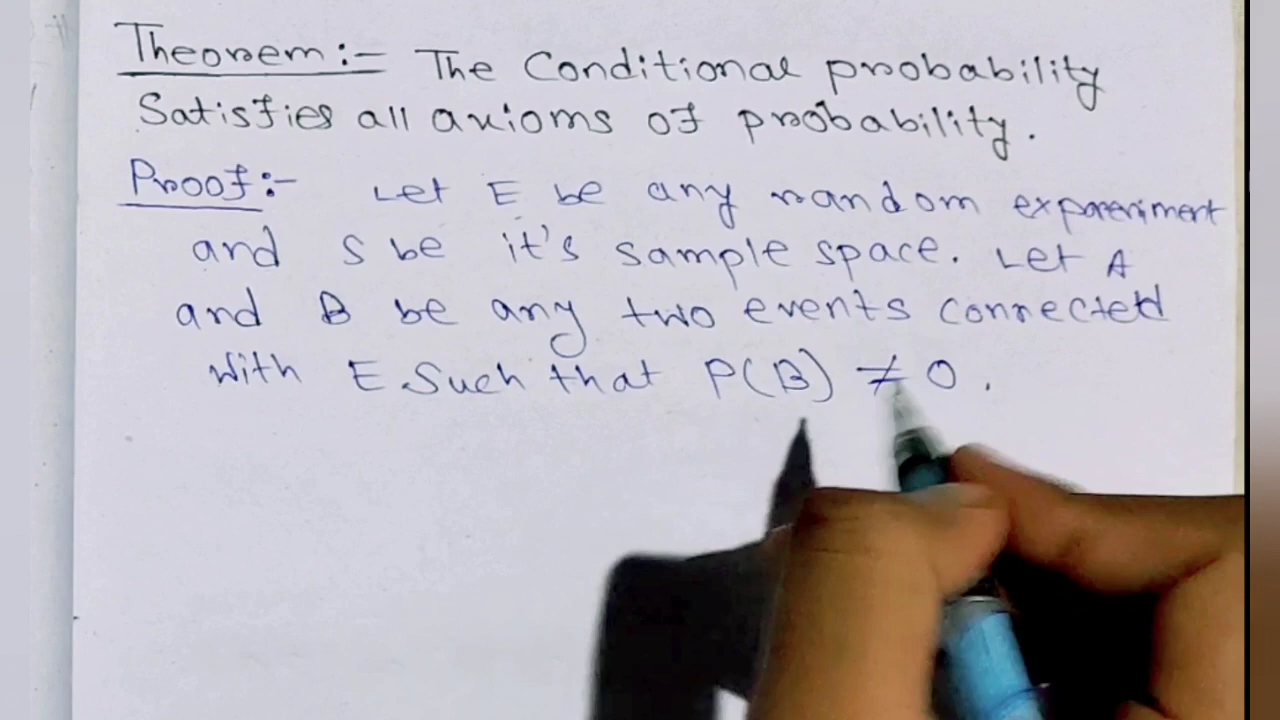 Theorem:- The Conditional probability
Satisfies all axioms of probability.
Proof:- Let E be any random expereriment
and S be it's sample space. Let A
and B be any two events connected
with E such that P(B) ≠ 0.